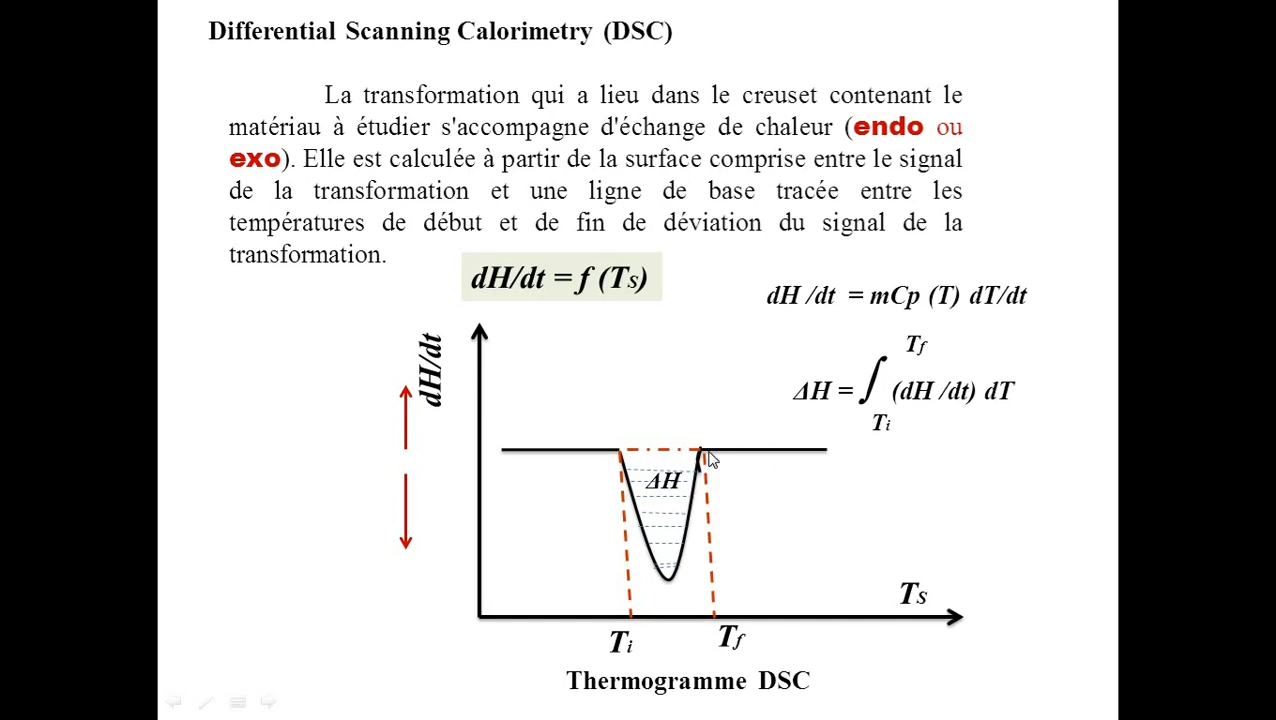 Differential Scanning Calorimetry (DSC)
La transformation qui a lieu dans le creuset contenant le
matériau à étudier s'accompagne d'échange de chaleur (endo ou
exo). Elle est calculée à partir de la surface comprise entre le signal
de la transformation et une ligne de base tracée entre les
températures de début et de fin de déviation du signal de la
transformation.
dH/dt = f (Ts)
dH /dt = mCp (T) dT/dt
dH/dt
Tf
ΔH = ∫ (dH /dt) dT
Ti
ΔH
Ts
Ti
Tf
Thermogramme DSC